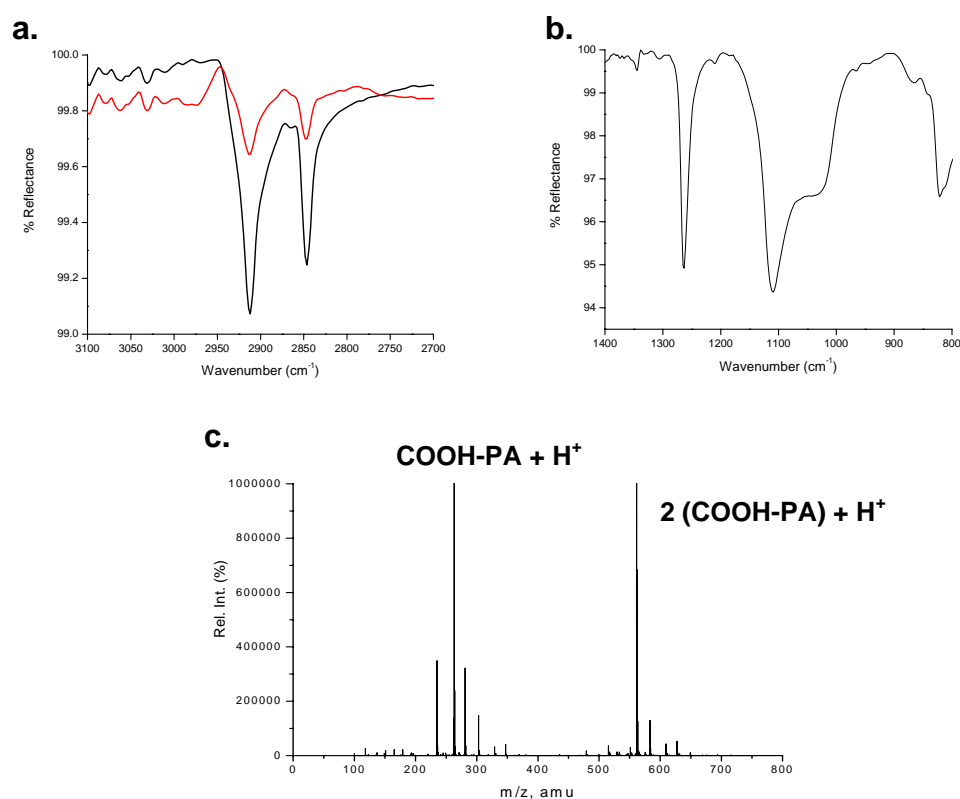 a.
100.0
99.8
99.6
99.4
99.2
99.0
% Reflectance
3100 3050 3000 2950 2900 2850 2800 2750 2700
Wavenumber (cm-1)
b.
100
99
98
97
96
95
94
% Reflectance
1400 1300 1200 1100 1000 900 800
Wavenumber (cm-1)
c.
COOH-PA + H+
2 (COOH-PA) + H+
1000000
800000
600000
400000
200000
0
Rel. Int. (%)
0 100 200 300 400 500 600 700 800
m/z, amu